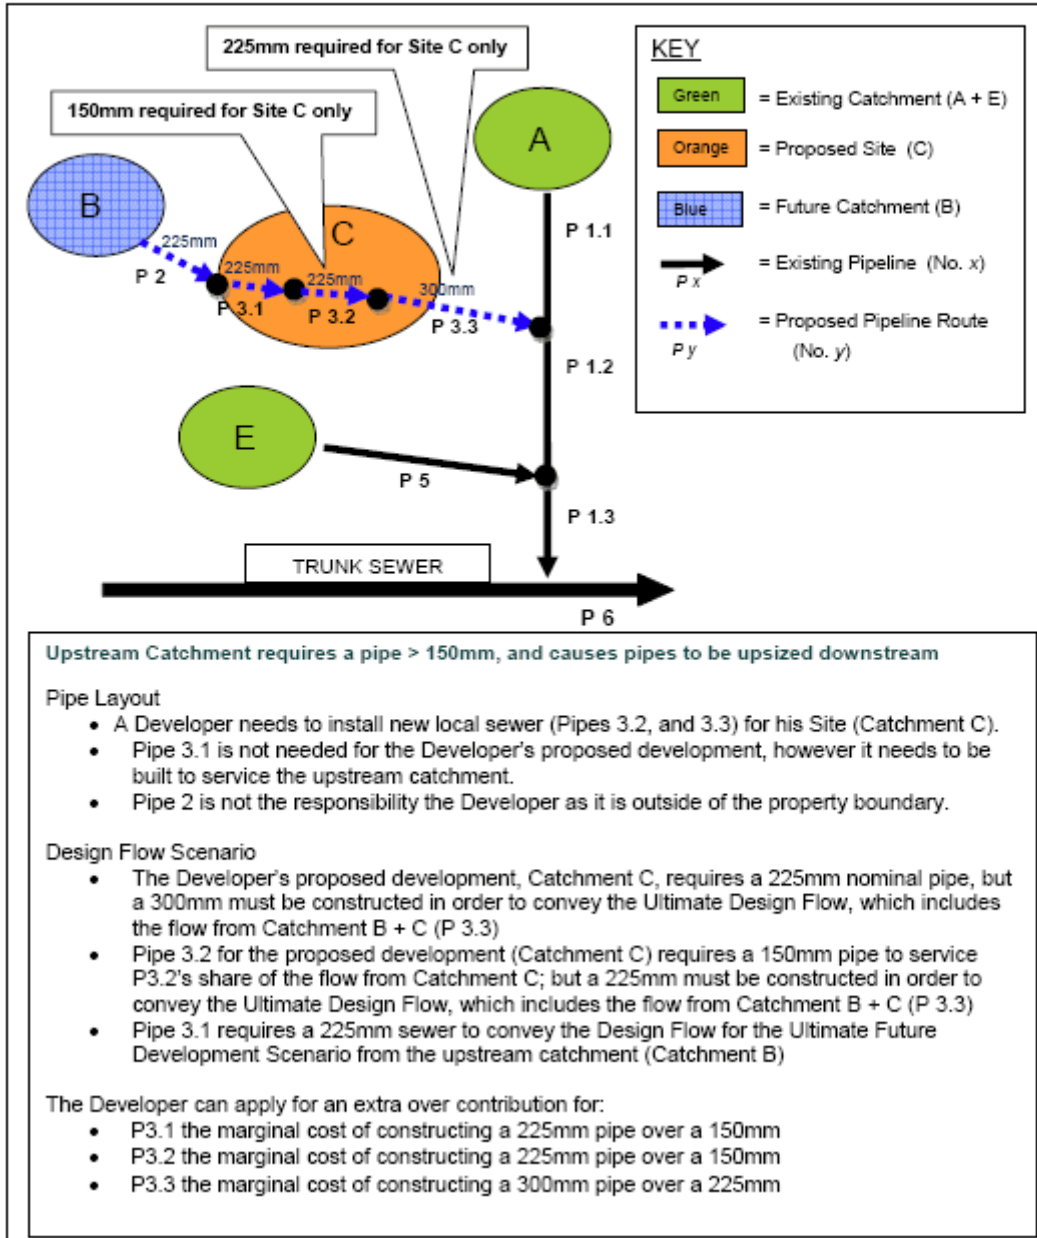 225mm required for Site C only
150mm required for Site C only
KEY
Green = Existing Catchment (A + E)
Orange = Proposed Site (C)
Blue = Future Catchment (B)
P x = Existing Pipeline (No. x)
P y = Proposed Pipeline Route
(No. y)
A
B
C
P 1.1
225mm
P 2
225mm
P 3.1
225mm
P 3.2
300mm
P 3.3
P 1.2
E
P 5
P 1.3
TRUNK SEWER
P 6
Upstream Catchment requires a pipe > 150mm, and causes pipes to be upsized downstream
Pipe Layout
• A Developer needs to install new local sewer (Pipes 3.2, and 3.3) for his Site (Catchment C).
• Pipe 3.1 is not needed for the Developer's proposed development, however it needs to be
built to service the upstream catchment.
• Pipe 2 is not the responsibility the Developer as it is outside of the property boundary.
Design Flow Scenario
• The Developer's proposed development, Catchment C, requires a 225mm nominal pipe, but
a 300mm must be constructed in order to convey the Ultimate Design Flow, which includes
the flow from Catchment B + C (P 3.3)
• Pipe 3.2 for the proposed development (Catchment C) requires a 150mm pipe to service
P3.2's share of the flow from Catchment C; but a 225mm must be constructed in order to
convey the Ultimate Design Flow, which includes the flow from Catchment B + C (P 3.3)
• Pipe 3.1 requires a 225mm sewer to convey the Design Flow for the Ultimate Future
Development Scenario from the upstream catchment (Catchment B)
The Developer can apply for an extra over contribution for:
• P3.1 the marginal cost of constructing a 225mm pipe over a 150mm
• P3.2 the marginal cost of constructing a 225mm pipe over a 150mm
• P3.3 the marginal cost of constructing a 300mm pipe over a 225mm